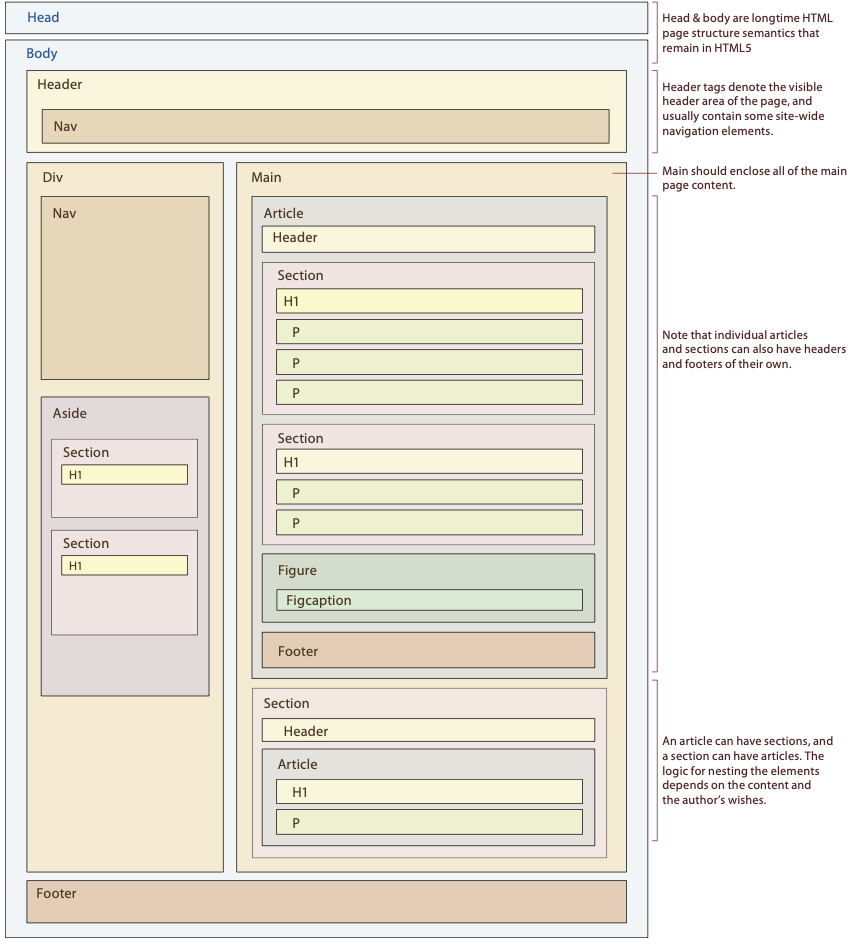 Head
Head & body are longtime HTML
page structure semantics that
remain in HTML5
Body
Header
Nav
Header tags denote the visible
header area of the page, and
usually contain some site-wide
navigation elements.
Div
Nav
Aside
Section
H1
Section
H1
Main
Main should enclose all of the main
page content.
Article
Header
Section
H1
P
P
P
Section
H1
P
P
Figure
Figcaption
Footer
Note that individual articles
and sections can also have headers
and footers of their own.
Section
Header
Article
H1
P
An article can have sections, and
a section can have articles. The
logic for nesting the elements
depends on the content and
the author’s wishes.
Footer